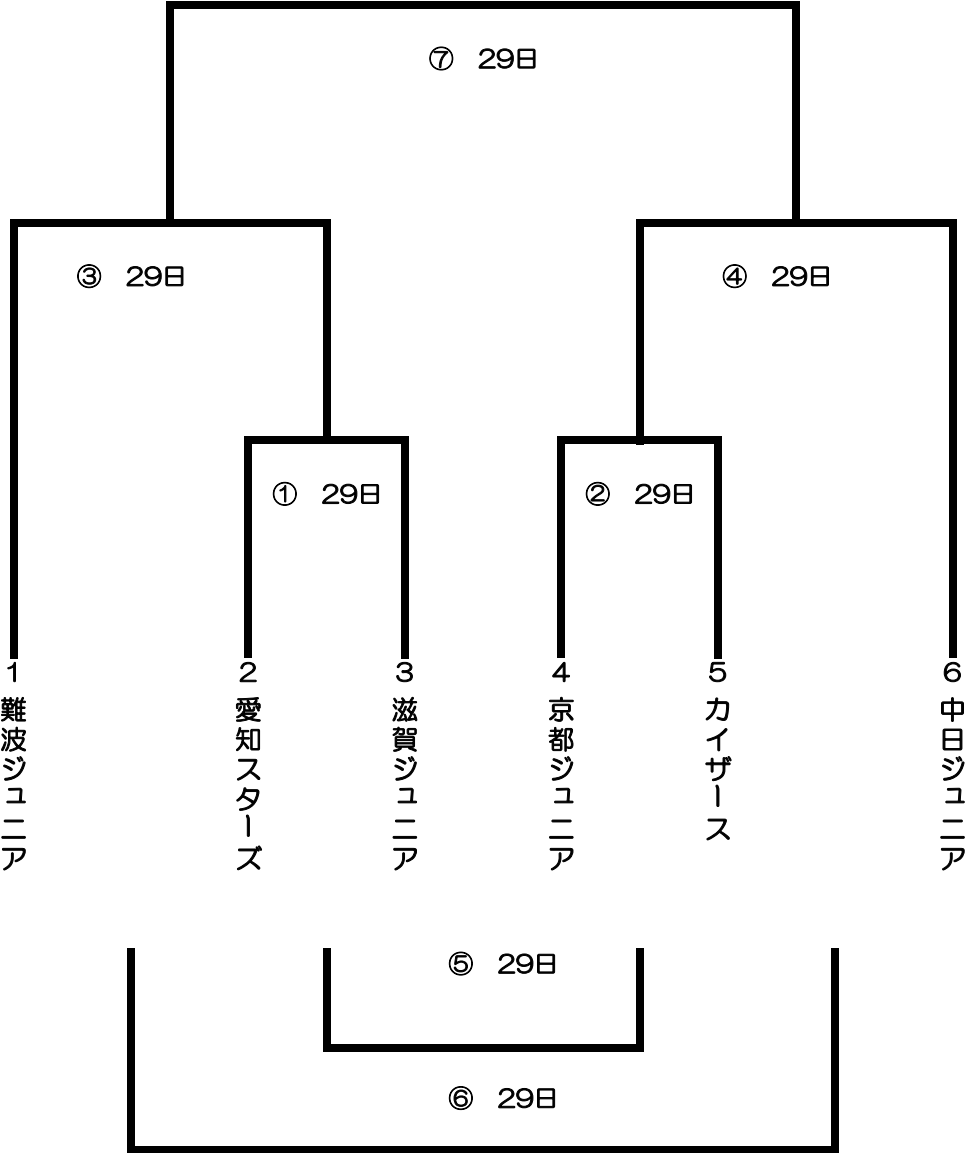 ⑦ 29日
③ 29日
④ 29日
① 29日
② 29日
1 難波ジュニア
2 愛知スターズ
3 滋賀ジュニア
4 京都ジュニア
5 カイザース
6 中日ジュニア
⑤ 29日
⑥ 29日